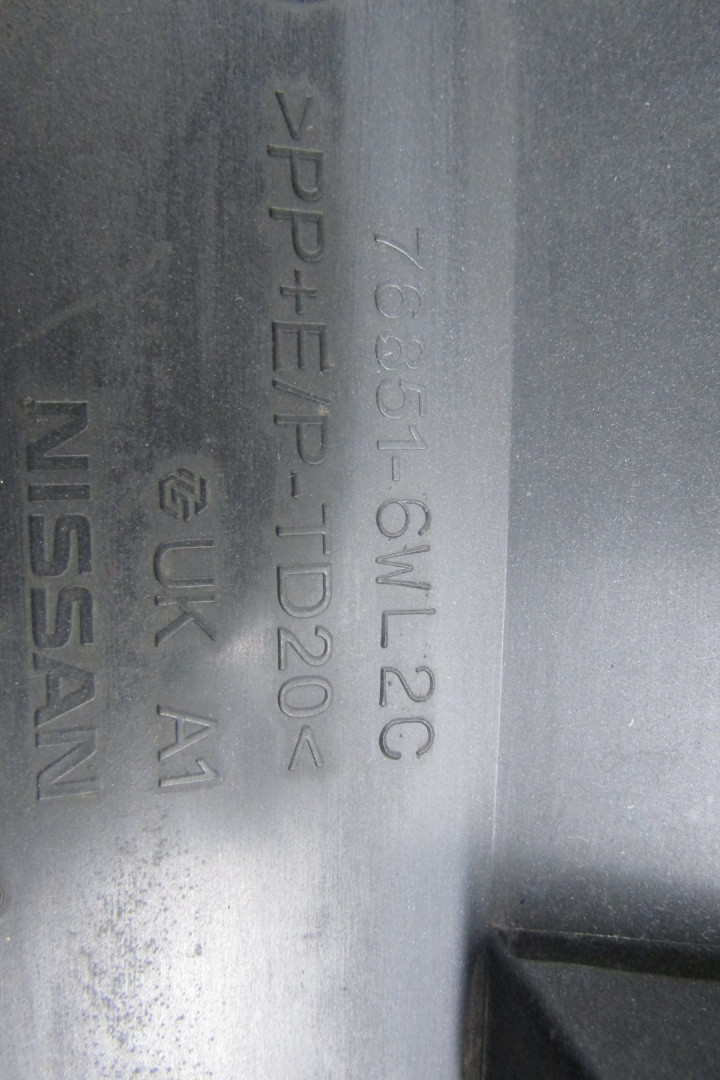 76851-6WL2C
>PP+E/P-TD20<
UK A1
NISSAN